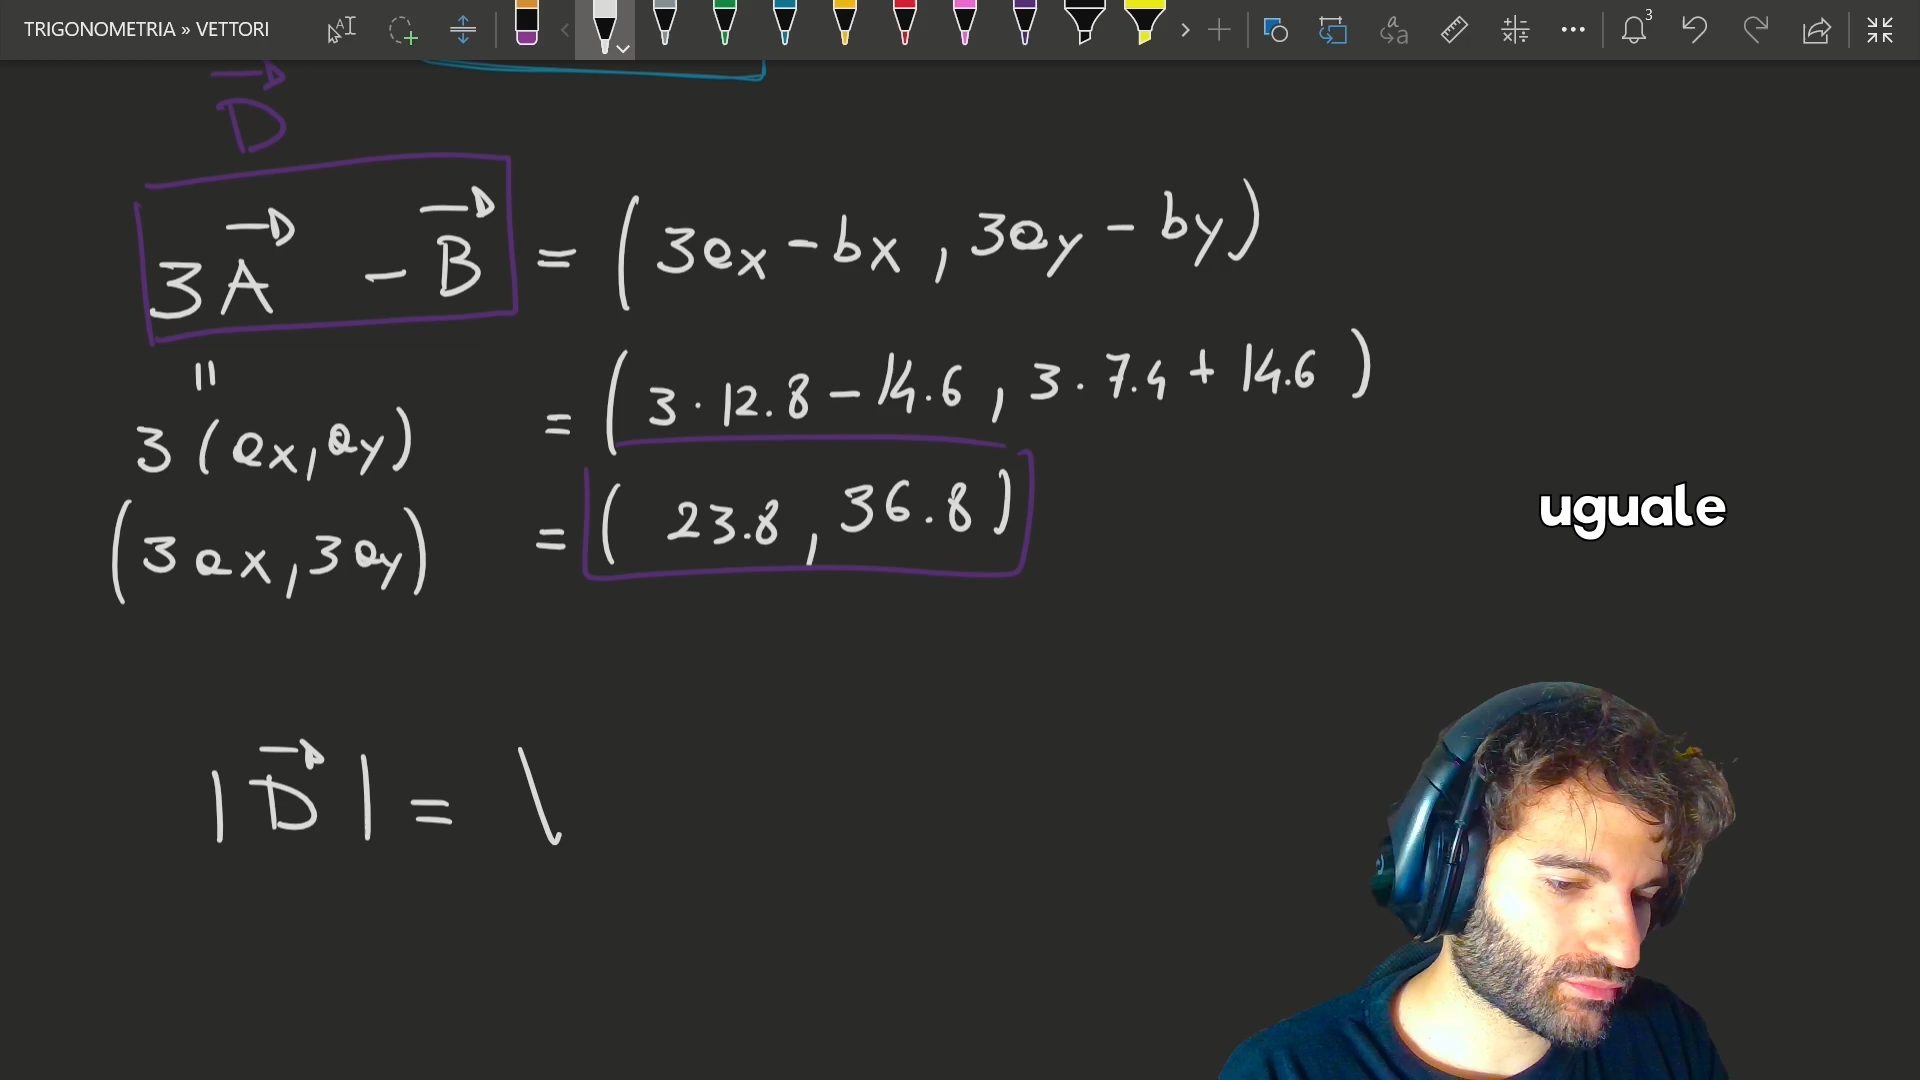 TRIGONOMETRIA » VETTORI
3
D
3A - B = (3ax - bx, 3ay - by)
"
3(ax, ay) = (3 · 12.8 - 14.6, 3 · 7.4 + 14.6)
(3ax, 3ay) = (23.8, 36.8)
uguale
|D| = \